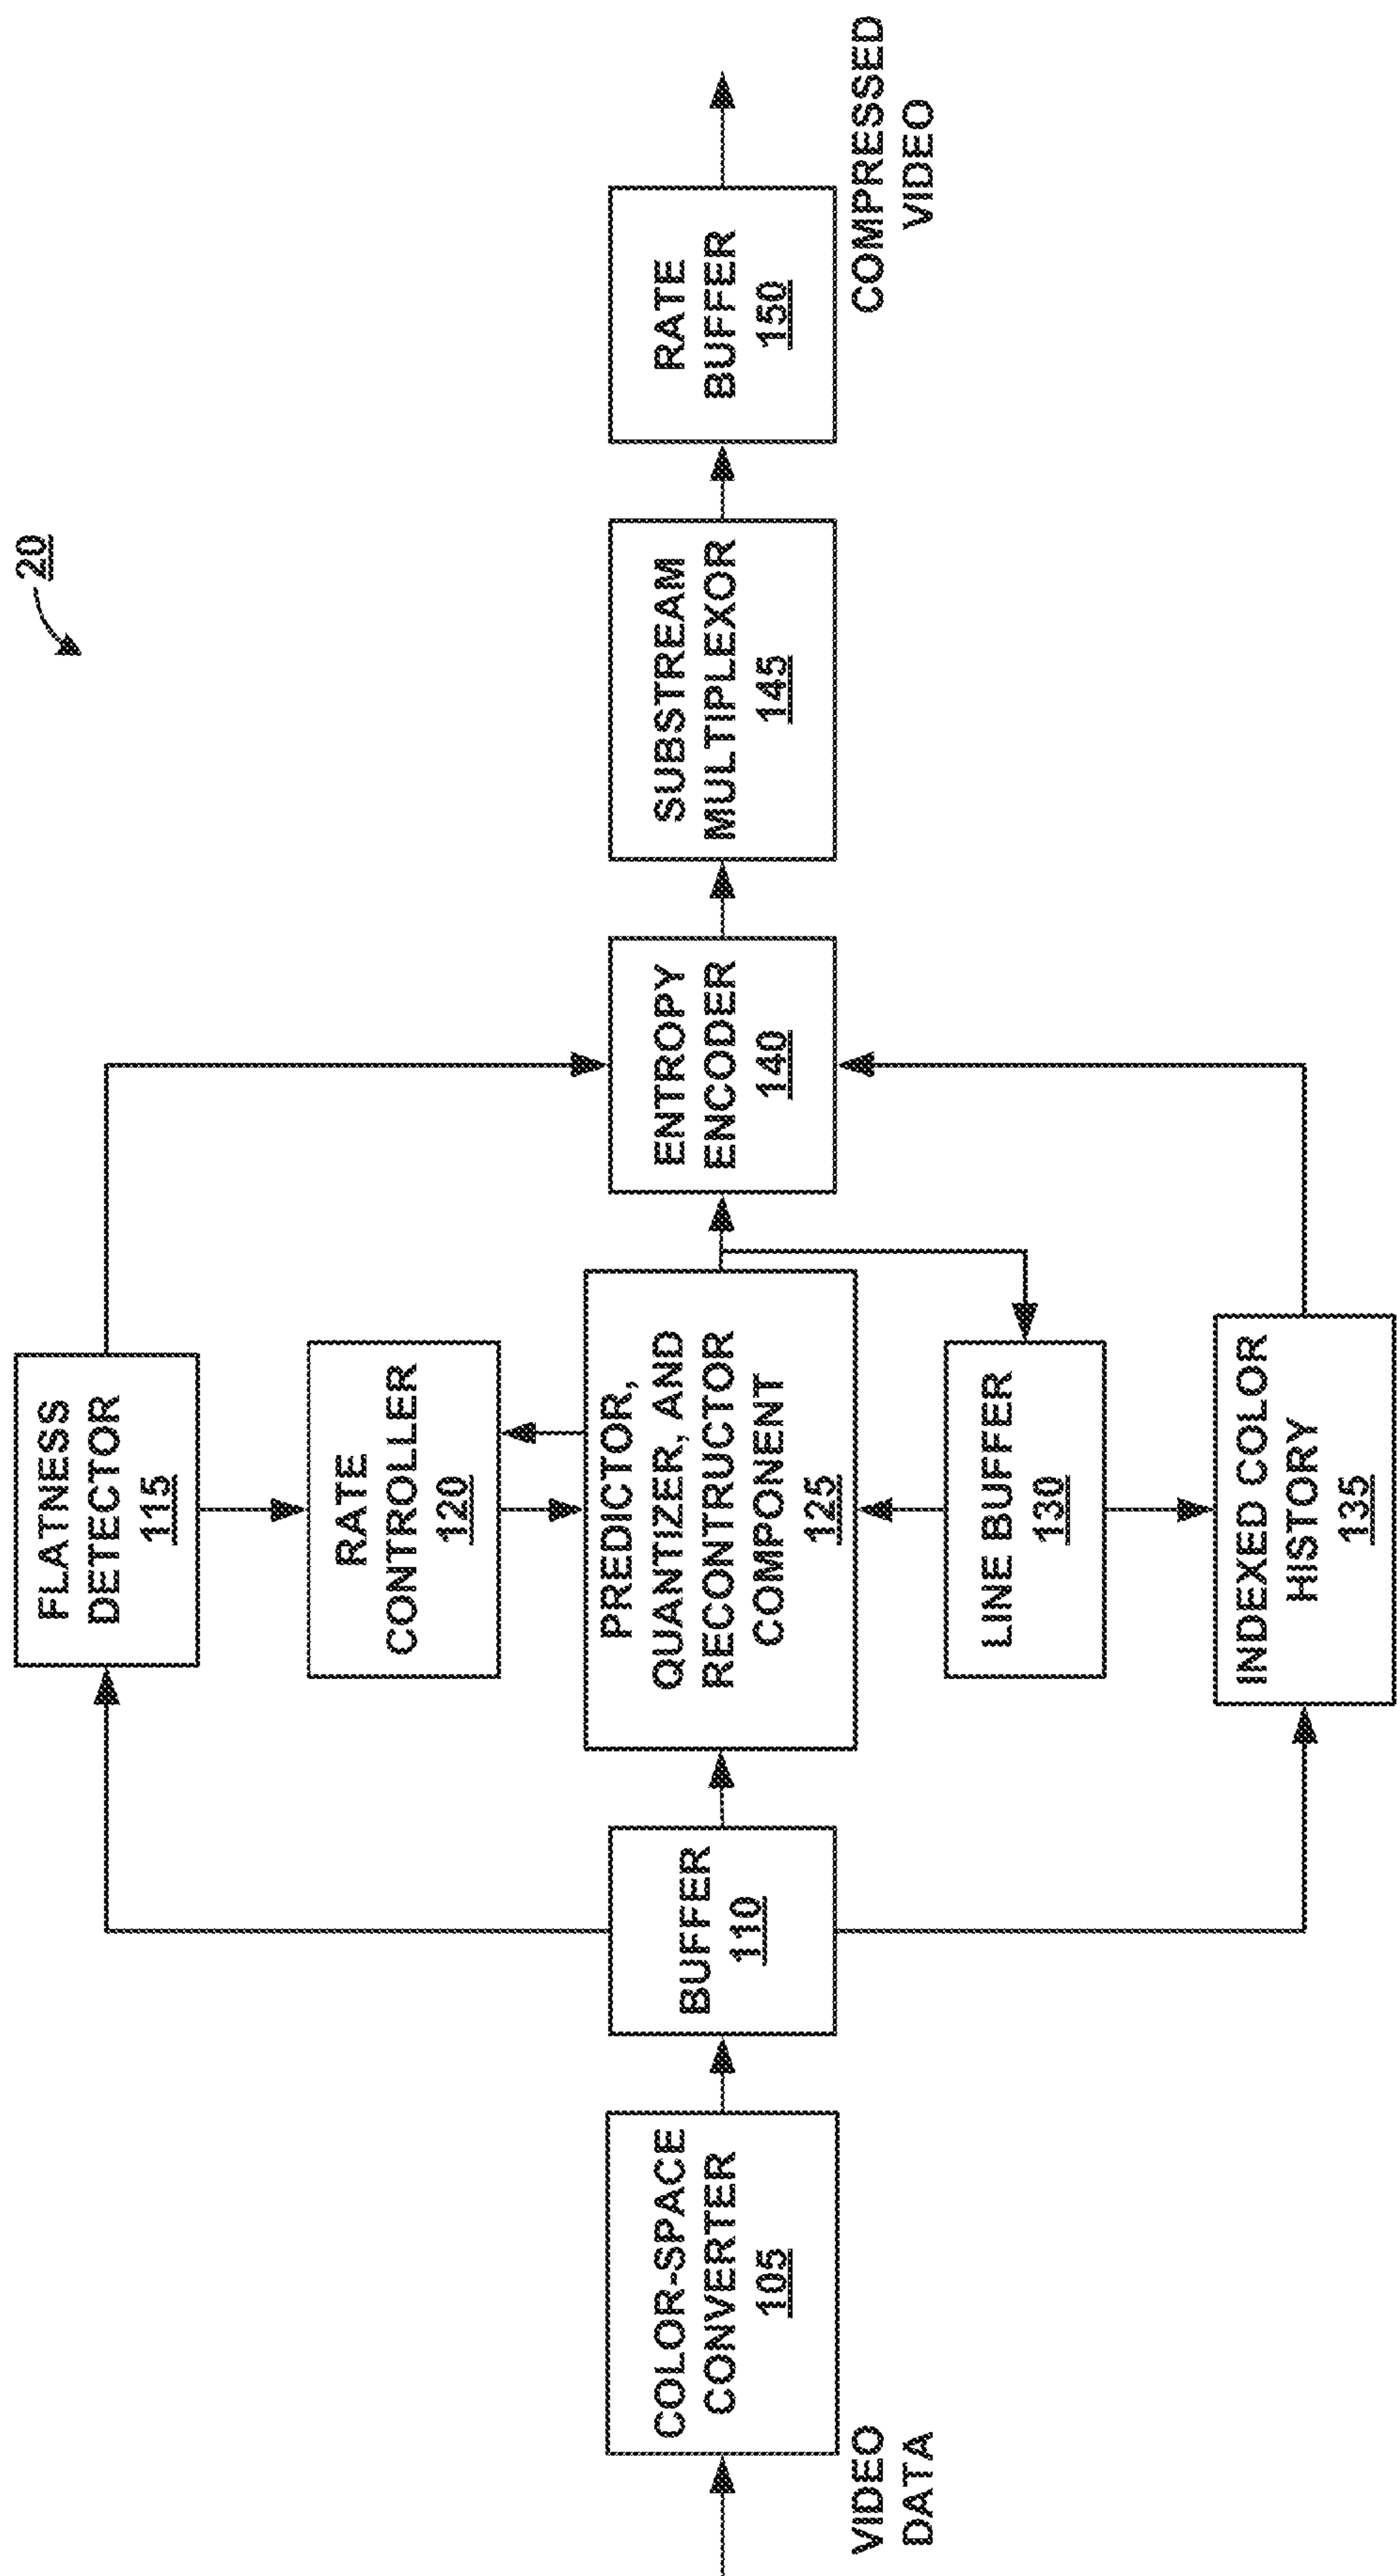 20
FLATNESS
DETECTOR
115
RATE
CONTROLLER
120
VIDEO
DATA
COLOR-SPACE
CONVERTER
105
BUFFER
110
PREDICTOR,
QUANTIZER, AND
RECONTRUCTOR
COMPONENT
125
ENTROPY
ENCODER
140
SUBSTREAM
MULTIPLEXOR
145
RATE
BUFFER
150
COMPRESSED
VIDEO
LINE BUFFER
130
INDEXED COLOR
HISTORY
135